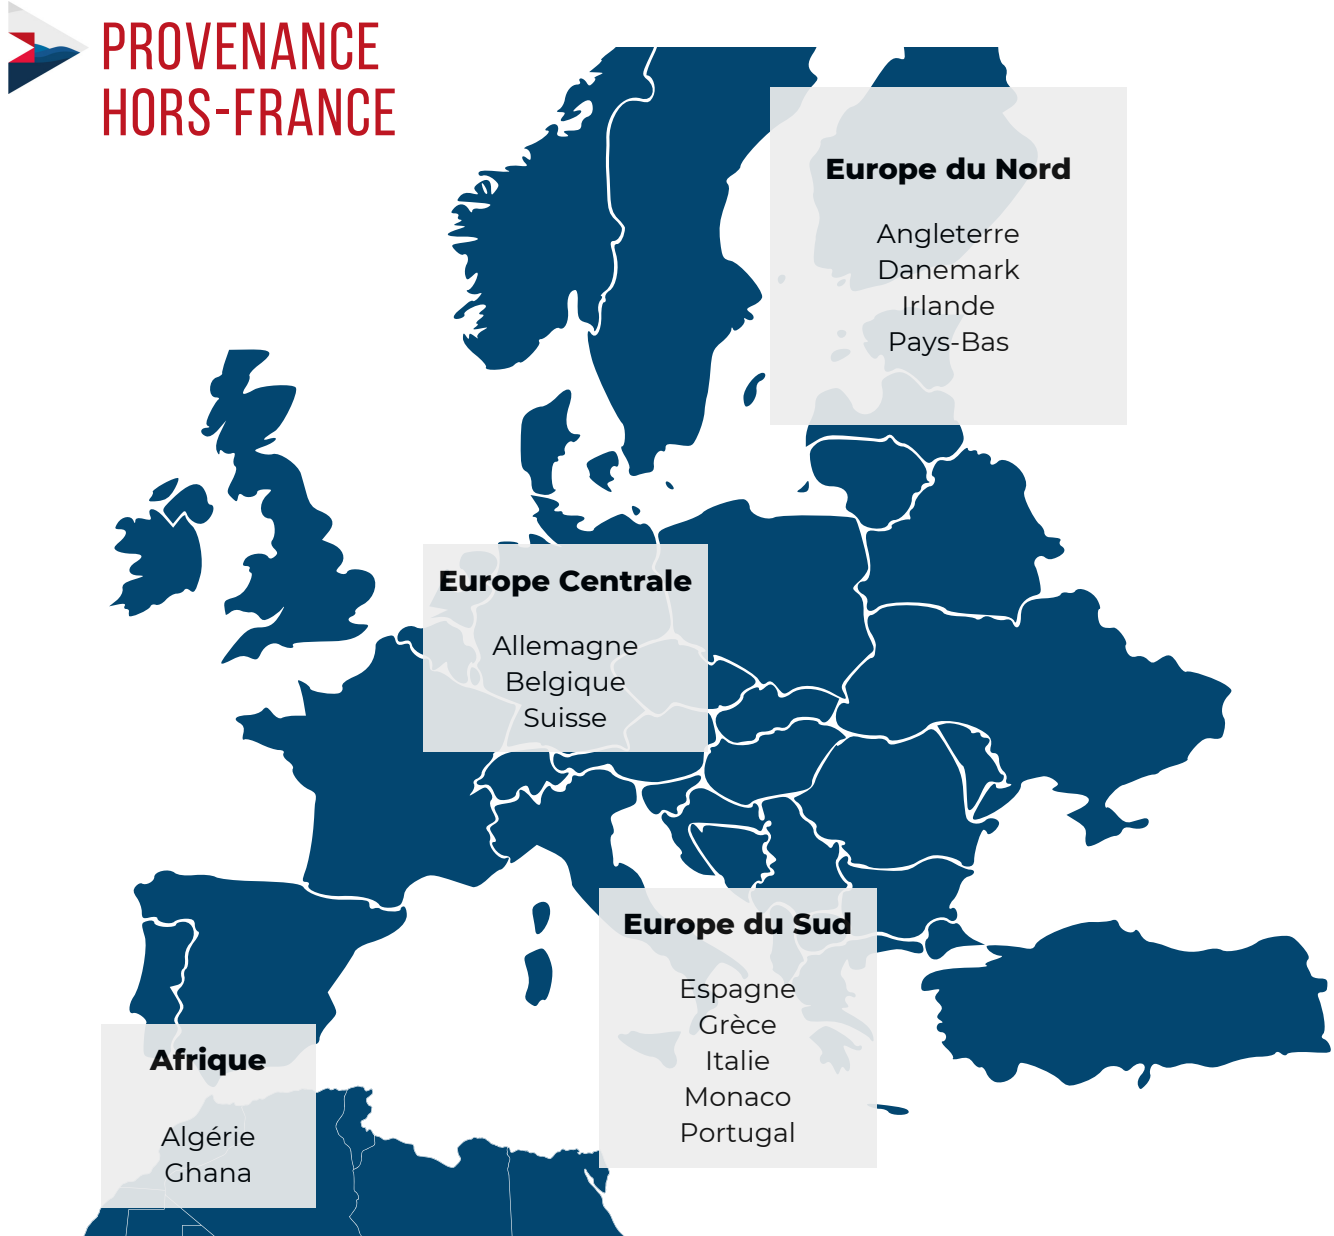 PROVENANCE
HORS-FRANCE
Europe du Nord
Angleterre
Danemark
Irlande
Pays-Bas
Europe Centrale
Allemagne
Belgique
Suisse
Europe du Sud
Espagne
Grèce
Italie
Monaco
Portugal
Afrique
Algérie
Ghana